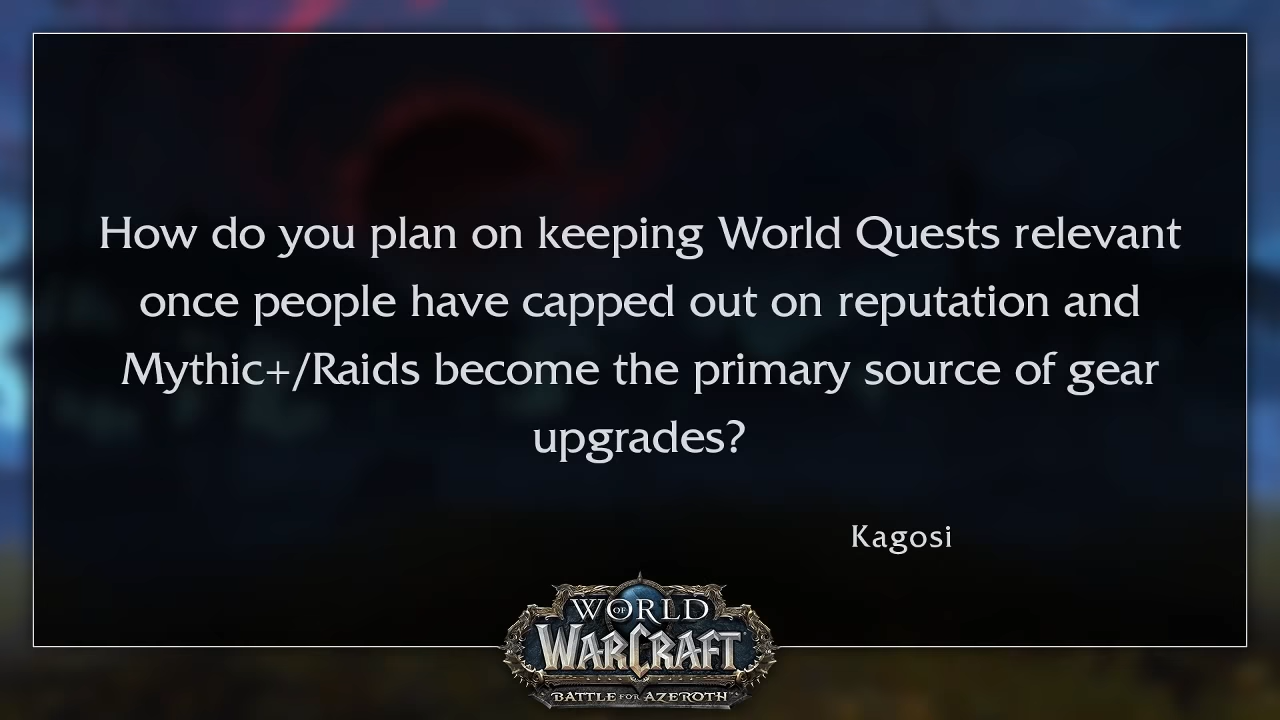 How do you plan on keeping World Quests relevant
once people have capped out on reputation and
Mythic+/Raids become the primary source of gear
upgrades?
Kagosi
WORLD
OF
WARCRAFT
BATTLE FOR AZEROTH